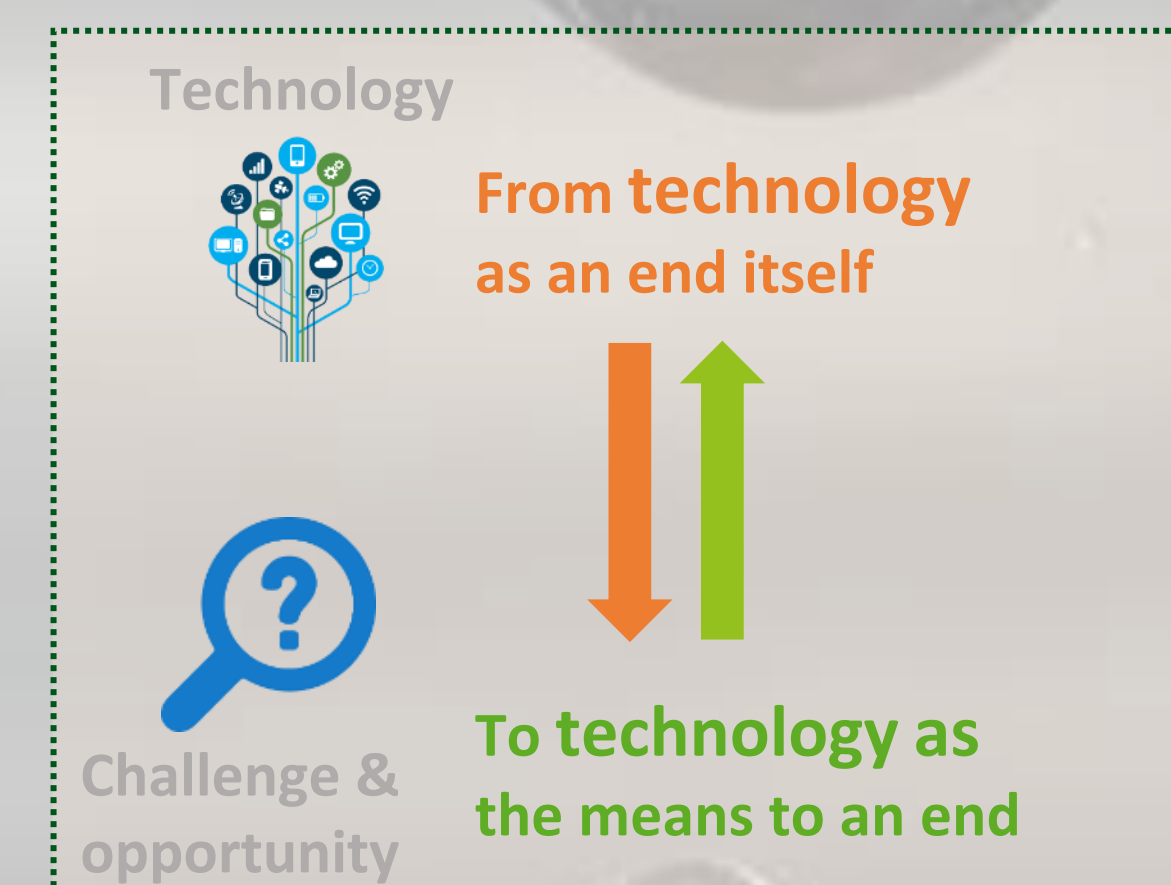 Technology
From technology
as an end itself
To technology as
the means to an end
Challenge &
opportunity